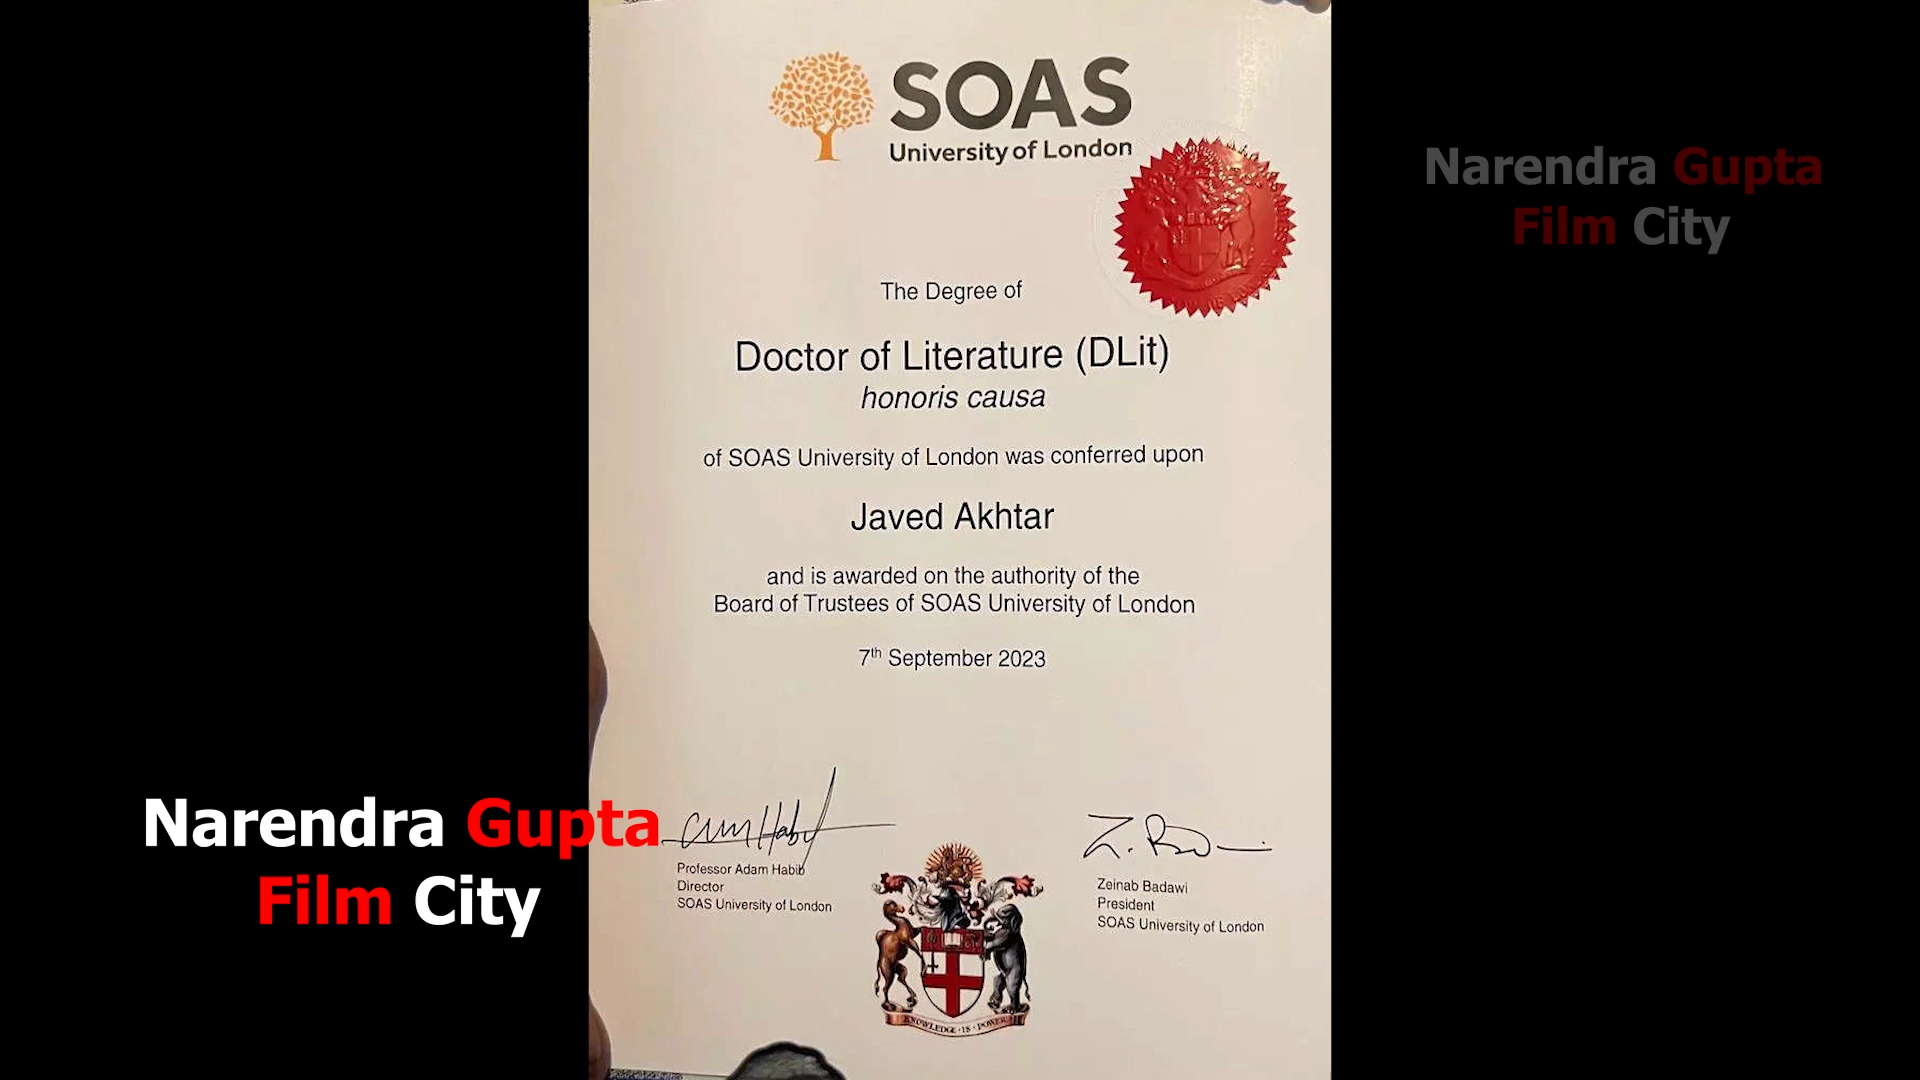 SOAS
University of London
Narendra Gupta
Film City
The Degree of
Doctor of Literature (DLit)
honoris causa
of SOAS University of London was conferred upon
Javed Akhtar
and is awarded on the authority of the
Board of Trustees of SOAS University of London
7th September 2023
Narendra Gupta
Film City
Professor Adam Habib
Director
SOAS University of London
Zeinab Badawi
President
SOAS University of London
KNOWLEDGE · IS · POWER